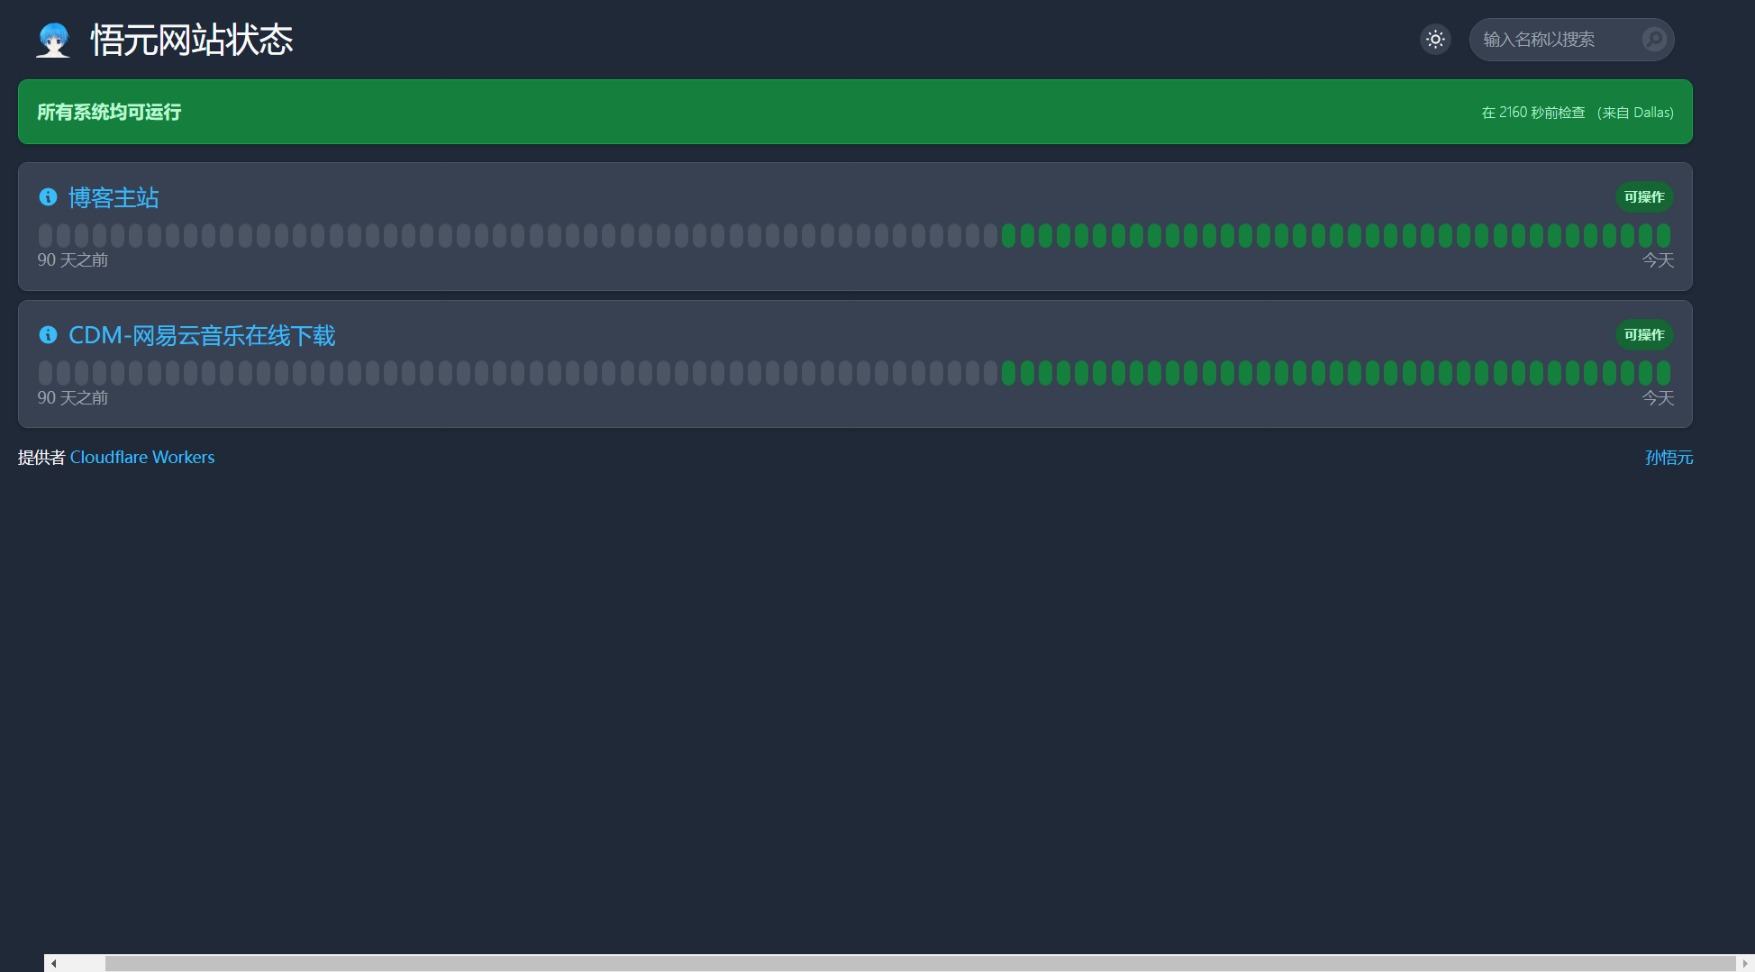 悟元网站状态
输入名称以搜索
所有系统均可运行
在 2160 秒前检查 （来自 Dallas)
博客主站
可操作
90 天之前
今天
CDM-网易云音乐在线下载
可操作
90 天之前
今天
提供者 Cloudflare Workers
孙悟元